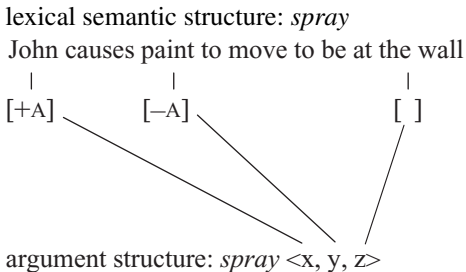 lexical semantic structure: spray
John causes paint to move to be at the wall
[+A] [–A] [ ]
argument structure: spray <x, y, z>